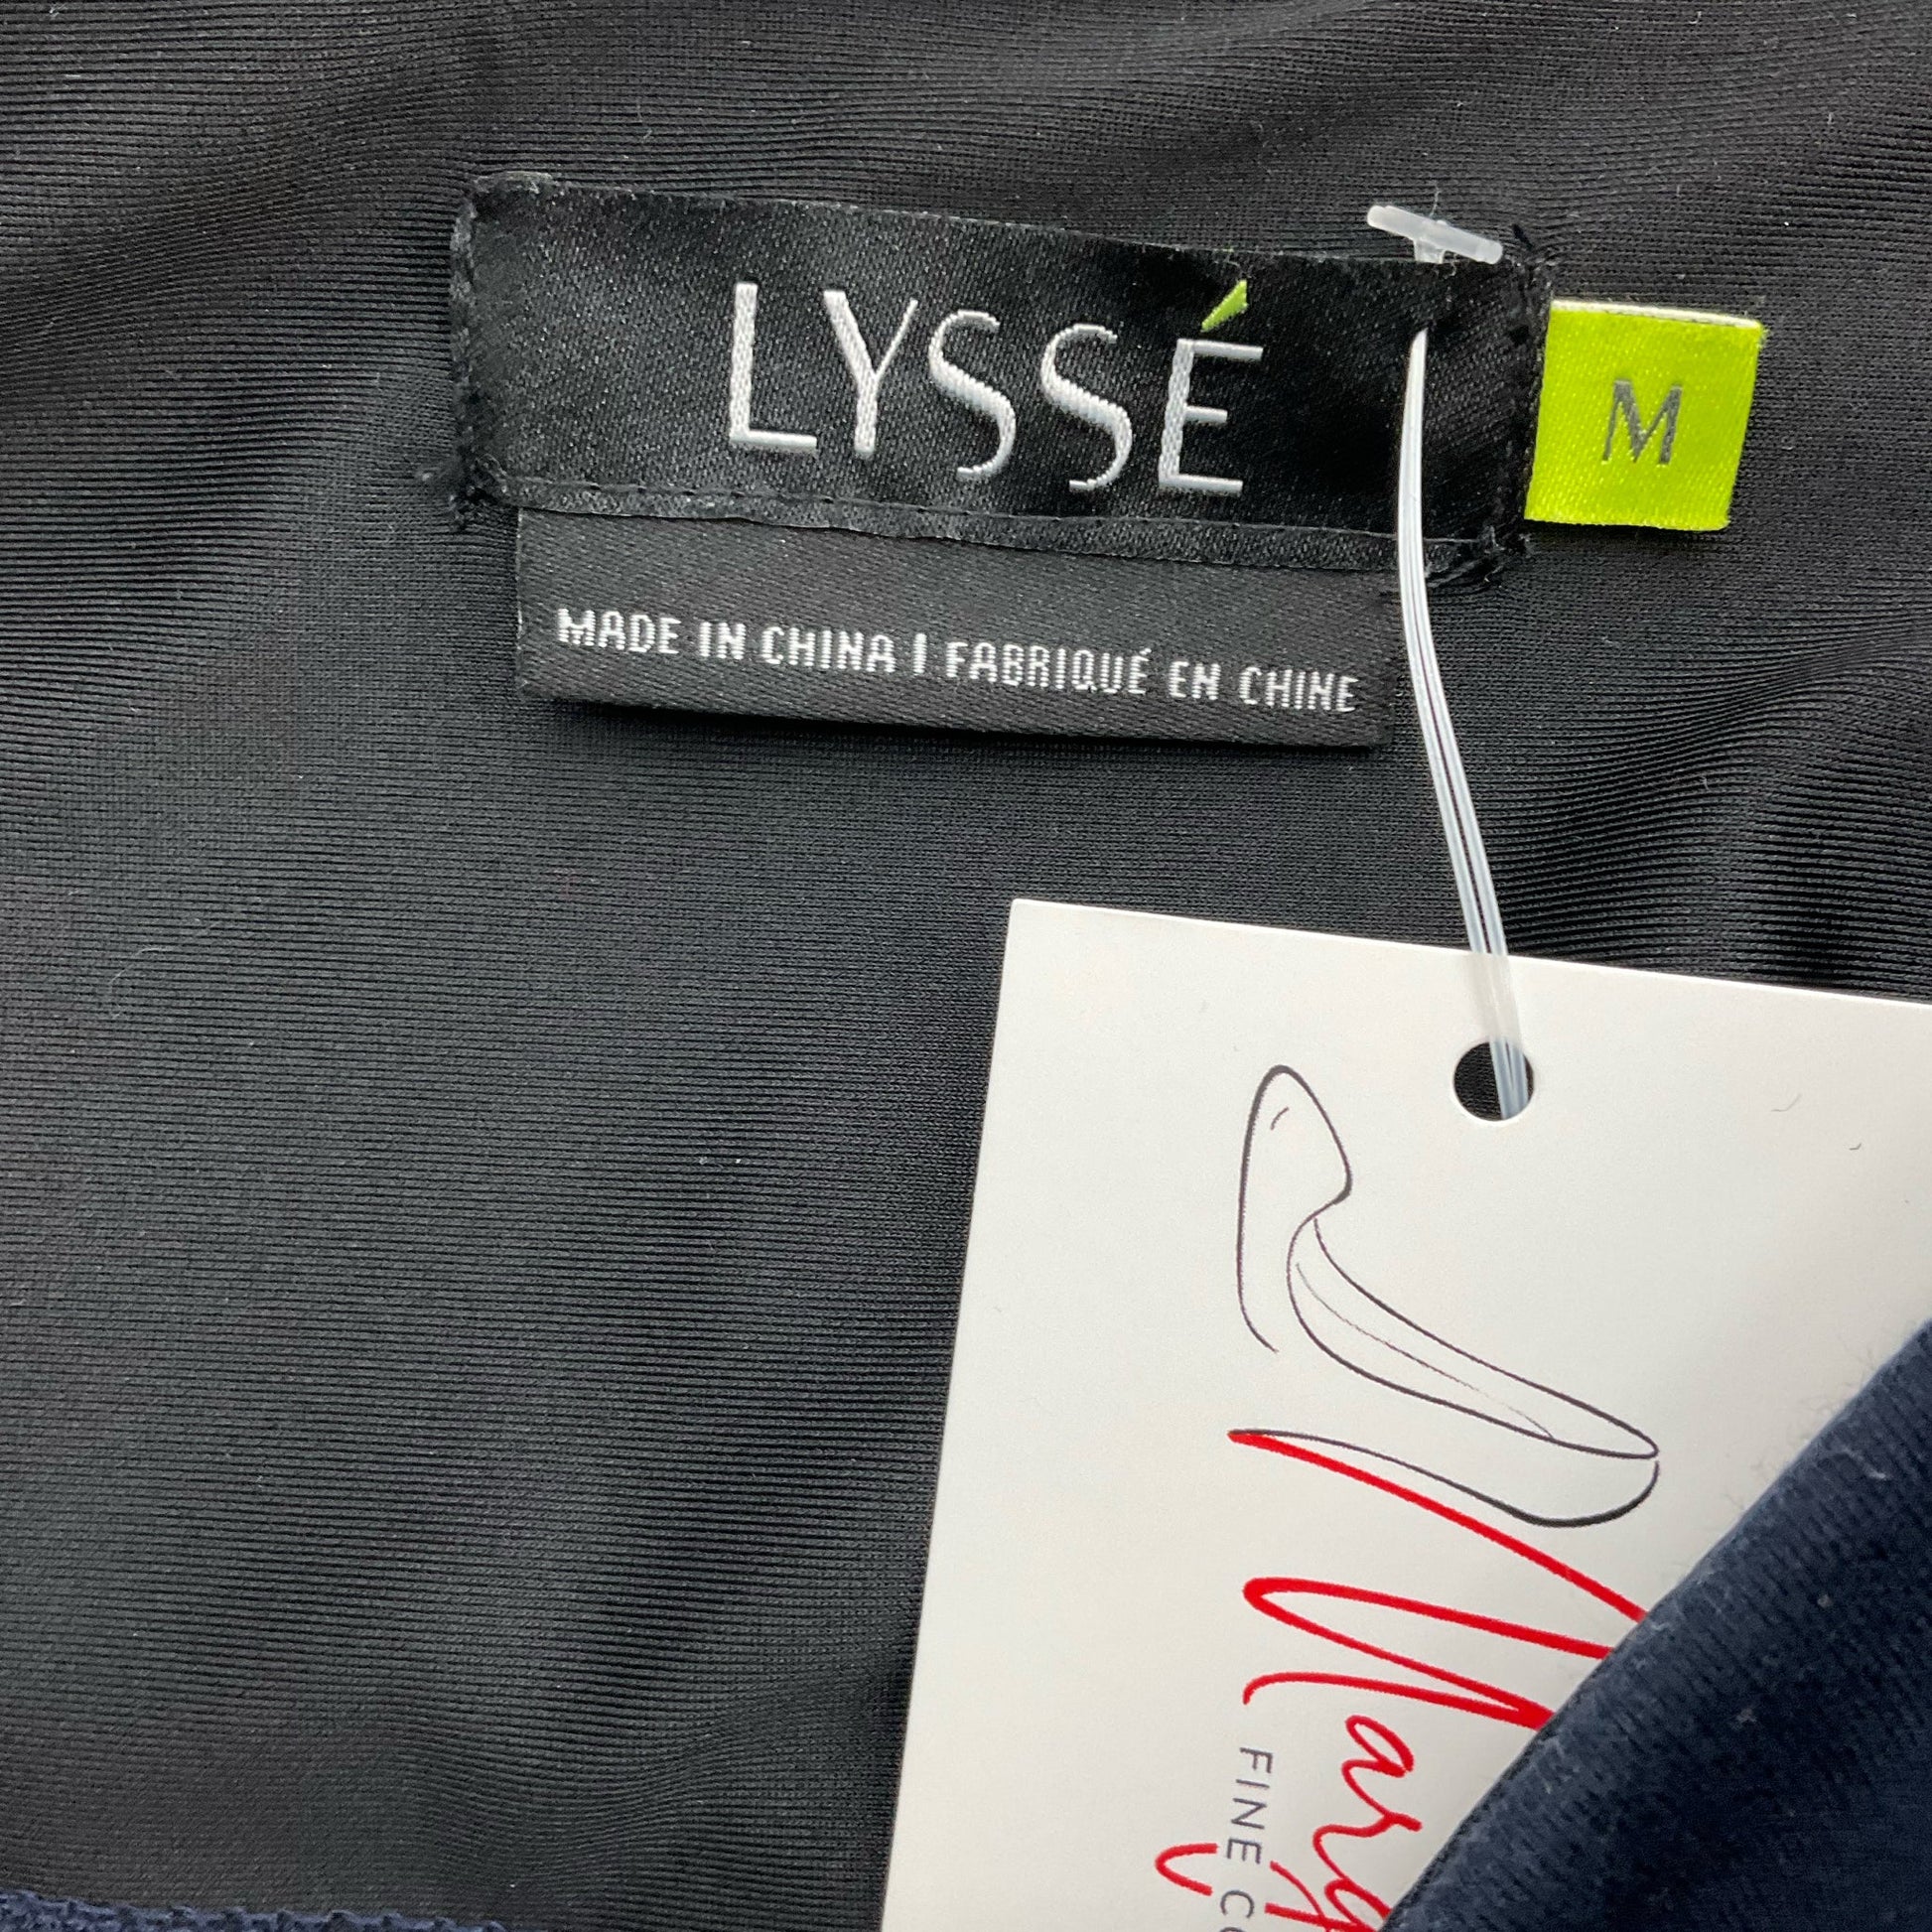 LYSSÉ
M
MADE IN CHINA | FABRIQUÉ EN CHINE
FINE